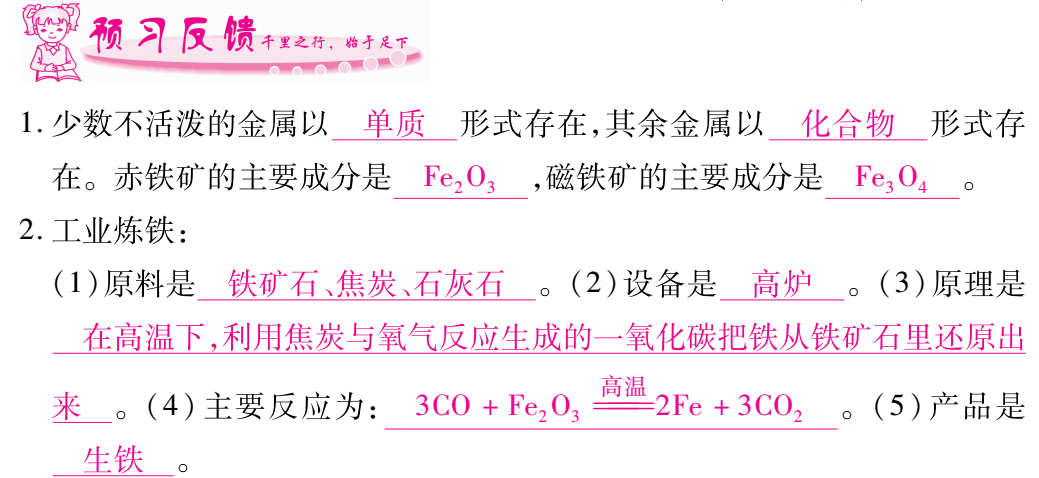 预习反馈 千里之行，始于足下
1. 少数不活泼的金属以 单质 形式存在,其余金属以 化合物 形式存
在。赤铁矿的主要成分是 Fe₂O₃ ,磁铁矿的主要成分是 Fe₃O₄ 。
2. 工业炼铁:
(1)原料是 铁矿石、焦炭、石灰石 。(2)设备是 高炉 。(3)原理是
在高温下,利用焦炭与氧气反应生成的一氧化碳把铁从铁矿石里还原出
高温
来 。(4)主要反应为: 3CO + Fe₂O₃ ═══ 2Fe + 3CO₂ 。(5)产品是
生铁 。